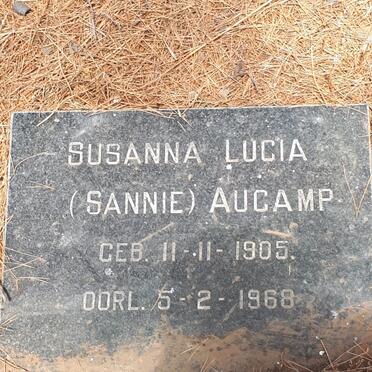 SUSANNA LUCIA
(SANNIE) AUCAMP
GEB. 11-11-1905.
OORL. 5-2-1968